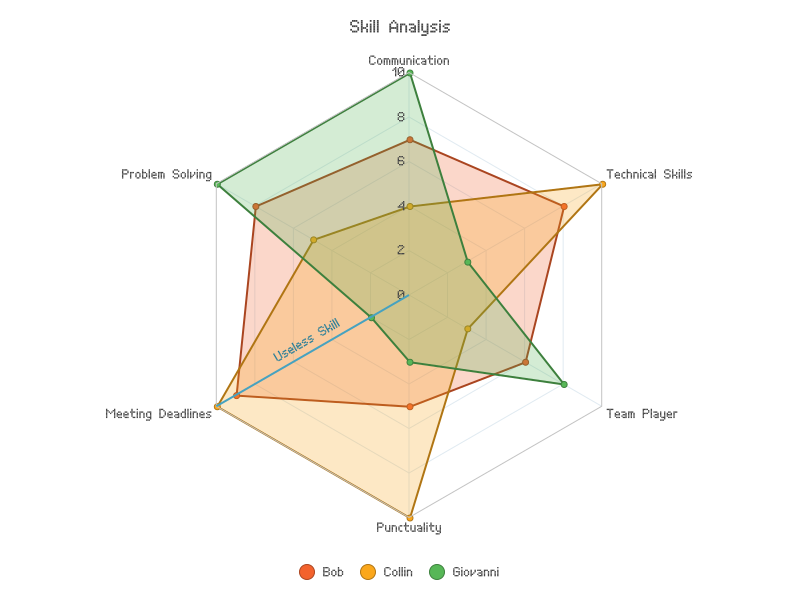 Skill Analysis
Communication
10
8
6
4
2
0
Problem Solving
Technical Skills
Useless Skill
Meeting Deadlines
Team Player
Punctuality
Bob
Collin
Giovanni